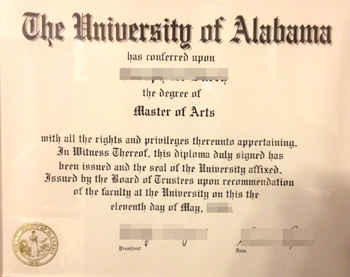 The University of Alabama
has conferred upon
the degree of
Master of Arts
with all the rights and privileges thereunto appertaining.
In Witness Thereof, this diploma duly signed has
been issued and the seal of the University affixed.
Issued by the Board of Trustees upon recommendation
of the faculty at the University on this the
eleventh day of May,
President
Dean